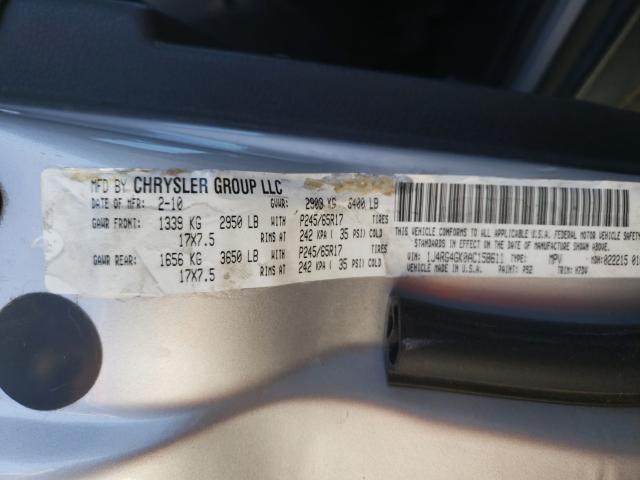 MFD BY CHRYSLER GROUP LLC
DATE OF MFR: 2-10 GVWR: 2903 KG 6400 LB
GAWR FRONT: 1339 KG 2950 LB WITH P245/65R17 TIRES
17X7.5 RIMS AT 242 KPA ( 35 PSI) COLD
GAWR REAR: 1656 KG 3650 LB WITH P245/65R17 TIRES
17X7.5 RIMS AT 242 KPA ( 35 PSI) COLD
THIS VEHICLE CONFORMS TO ALL APPLICABLE U.S.A. FEDERAL MOTOR VEHICLE
STANDARDS IN EFFECT ON THE DATE OF MANUFACTURE SHOWN ABOVE.
VIN: 1J4RG4GK0AC158611 TYPE: MPV MDH: 022215
VEHICLE MADE IN U.S.A. PAINT: PS2 TRIM: H7DV